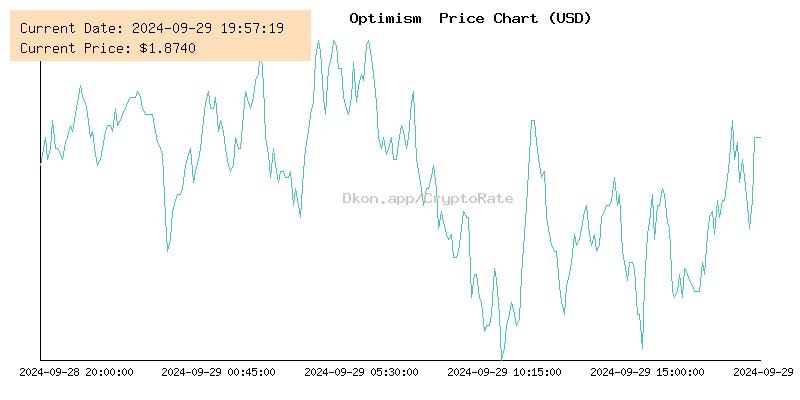 Optimism  Price Chart (USD)
Current Date: 2024-09-29 19:57:19
Current Price: $1.8740
Dkon.app/CryptoRate
2024-09-28 20:00:00 2024-09-29 00:45:00 2024-09-29 05:30:00 2024-09-29 10:15:00 2024-09-29 15:00:00 2024-09-29